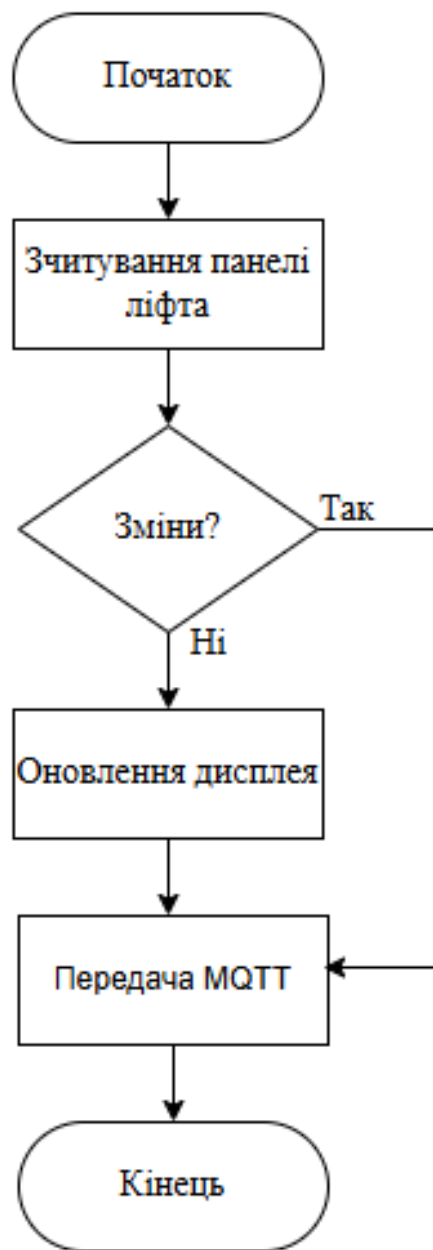 Початок
Зчитування панелі
ліфта
Зміни?
Так
Ні
Оновлення дисплея
Передача MQTT
Кінець